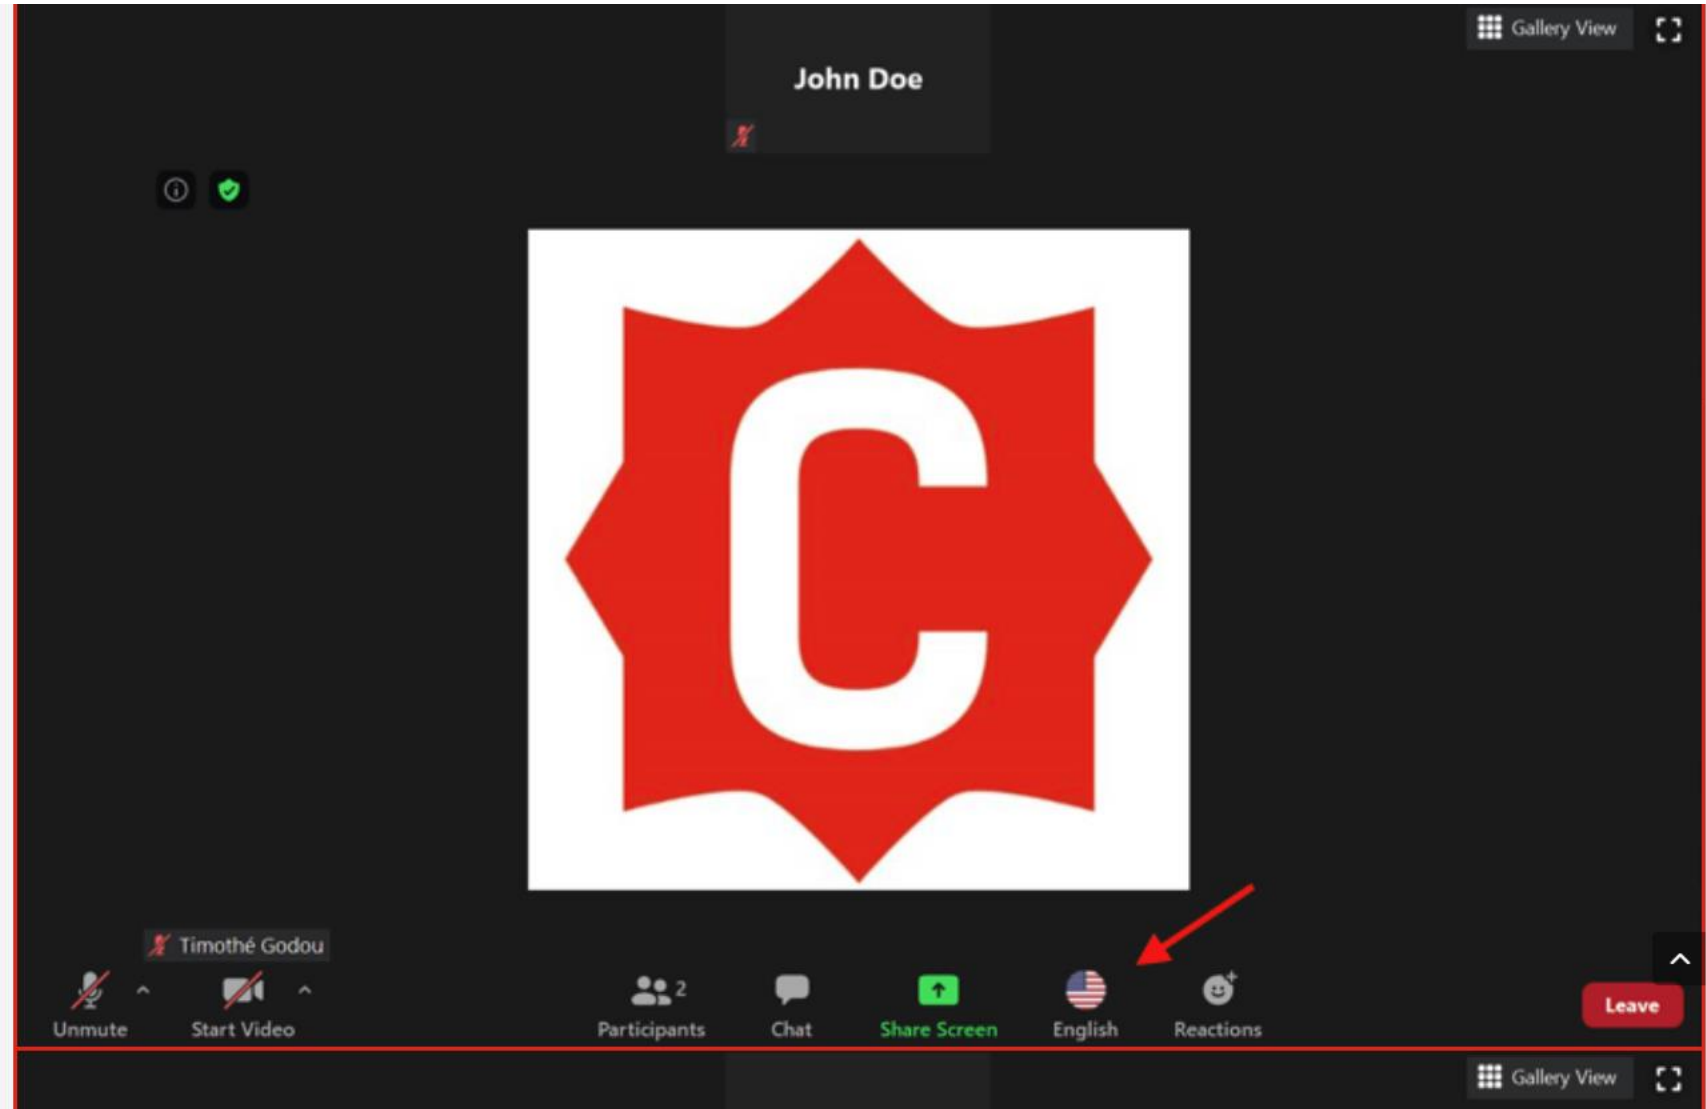 Gallery View
John Doe
C
Timothé Godou
Unmute
Start Video
2
Participants
Chat
Share Screen
English
Reactions
Leave
Gallery View